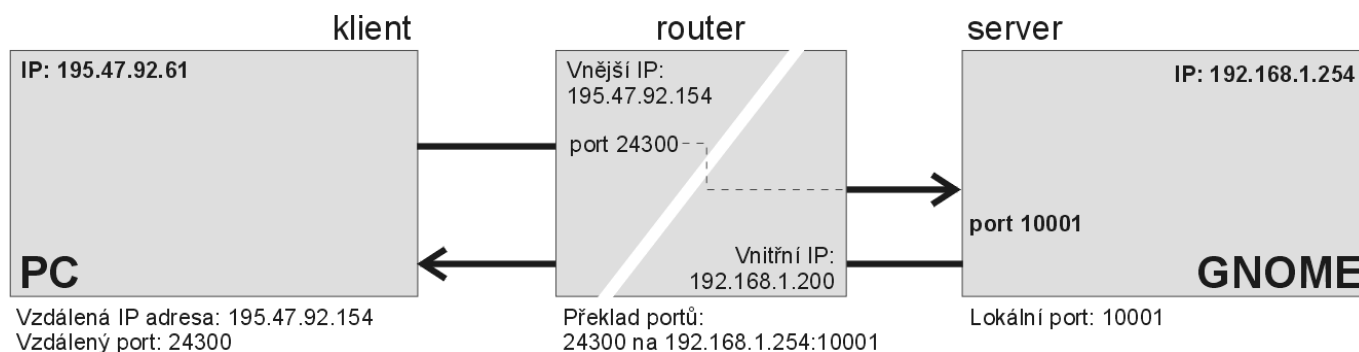 klient
router
server
IP: 195.47.92.61
Vnější IP:
195.47.92.154
IP: 192.168.1.254
port 24300
port 10001
Vnitřní IP:
192.168.1.200
PC
GNOME
Vzdálená IP adresa: 195.47.92.154
Vzdálený port: 24300
Překlad portů:
24300 na 192.168.1.254:10001
Lokální port: 10001